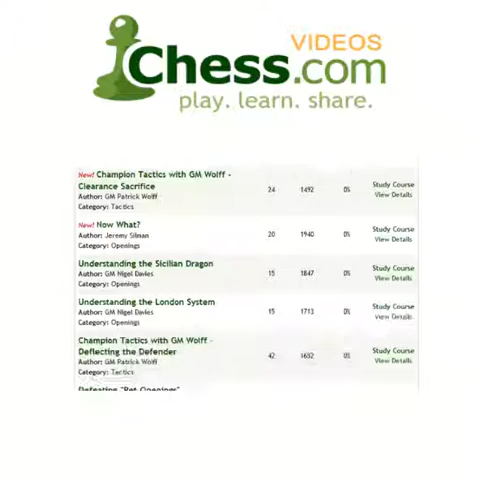 VIDEOS
Chess.com
play. learn. share.
New! Champion Tactics with GM Wolff -
Clearance Sacrifice
Author: GM Patrick Wolff
Category: Tactics
24 1492 0% Study Course
View Details
New! Now What?
Author: Jeremy Silman
Category: Openings
20 1940 0% Study Course
View Details
Understanding the Sicilian Dragon
Author: GM Nigel Davies
Category: Openings
15 1847 0% Study Course
View Details
Understanding the London System
Author: GM Nigel Davies
Category: Openings
15 1713 0% Study Course
View Details
Champion Tactics with GM Wolff -
Deflecting the Defender
Author: GM Patrick Wolff
Category: Tactics
42 1652 0% Study Course
View Details
Defeating "Pet Openings"